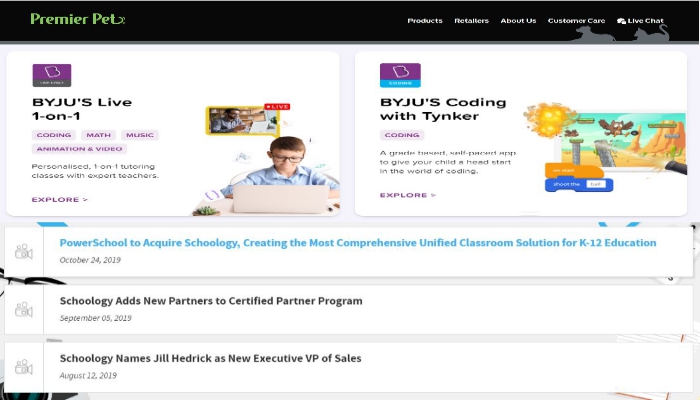 Premier Pet
Products Retailers About Us Customer Care Live Chat
BYJU'S Live
1-on-1
CODING MATH MUSIC
ANIMATION & VIDEO
Personalised, 1-on-1 tutoring
classes with expert teachers.
EXPLORE >
LIVE
CODING
BYJU'S Coding
with Tynker
CODING
A grade based, self-paced app
to give your child a head start
in the world of coding.
EXPLORE >
on start
shoot the ball
PowerSchool to Acquire Schoology, Creating the Most Comprehensive Unified Classroom Solution for K-12 Education
October 24, 2019
Schoology Adds New Partners to Certified Partner Program
September 05, 2019
Schoology Names Jill Hedrick as New Executive VP of Sales
August 12, 2019